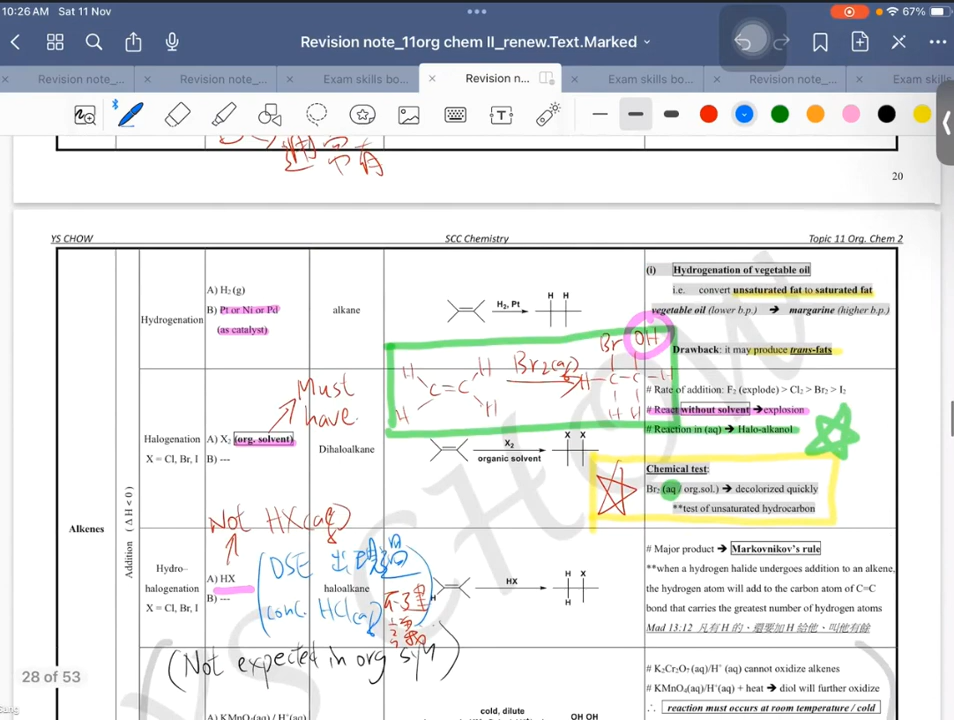 10:26 AM Sat 11 Nov
67%
Revision note_11org chem II_renew.Text.Marked
Revision note_...
Revision note_...
Exam skills bo...
Revision n...
Exam skills bo...
Revision note_...
Exam skills
通常有
20
YS CHOW
SCC Chemistry
Topic 11 Org. Chem 2
Alkenes
Addition (ΔH < 0)
Hydrogenation
A) H₂ (g)
B) Pt or Ni or Pd
(as catalyst)
alkane
H₂, Pt
H H
(i) Hydrogenation of vegetable oil
i.e. convert unsaturated fat to saturated fat
vegetable oil (lower b.p.) ➔ margarine (higher b.p.)
Drawback: it may produce trans-fats
Must
have
H H
C=C
H H
Br₂(aq)
Br OH
H-C-C-H
H H
Halogenation
X = Cl, Br, I
A) X₂ (org. solvent)
B) ---
Dihaloalkane
X₂
organic solvent
X X
# Rate of addition: F₂ (explode) > Cl₂ > Br₂ > I₂
# React without solvent ➔explosion
# Reaction in (aq) ➔ Halo-alkanol
Chemical test:
Br₂ (aq / org.sol.) ➔ decolorized quickly
**test of unsaturated hydrocarbon
Not HX(aq)
(DSE 出現過
conc. HCl(aq))
不理
Hydro–
halogenation
X = Cl, Br, I
A) HX
B) ---
haloalkane
H
HX
H X
H
# Major product ➔ Markovnikov's rule
**when a hydrogen halide undergoes addition to an alkene,
the hydrogen atom will add to the carbon atom of C=C
bond that carries the greatest number of hydrogen atoms
Mad 13:12 凡有 H 的、還要加 H 給他、叫他有餘
(Not expected in org syn)
28 of 53
A) KMnO₄(aq) / H⁺(aq)
cold, dilute
OH OH
# K₂Cr₂O₇ (aq)/H⁺ (aq) cannot oxidize alkenes
# KMnO₄(aq)/H⁺(aq) + heat ➔ diol will further oxidize
∴ reaction must occurs at room temperature / cold